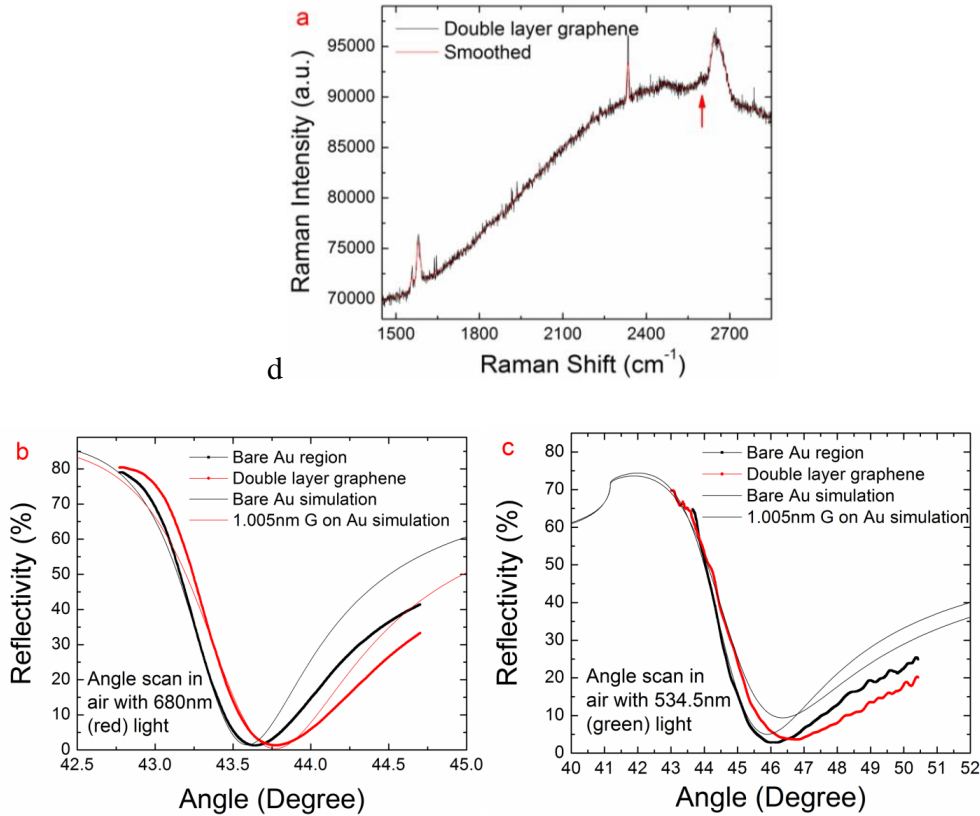 a
Double layer graphene
Smoothed
Raman Intensity (a.u.)
95000
90000
85000
80000
75000
70000
1500 1800 2100 2400 2700
Raman Shift (cm⁻¹)
d
b
Bare Au region
Double layer graphene
Bare Au simulation
1.005nm G on Au simulation
Reflectivity (%)
80
70
60
50
40
30
20
10
0
Angle scan in
air with 680nm
(red) light
42.5 43.0 43.5 44.0 44.5 45.0
Angle (Degree)
c
Bare Au region
Double layer graphene
Bare Au simulation
1.005nm G on Au simulation
Reflectivity (%)
100
90
80
70
60
50
40
30
20
10
0
Angle scan in
air with 534.5nm
(green) light
40 41 42 43 44 45 46 47 48 49 50 51 52
Angle (Degree)